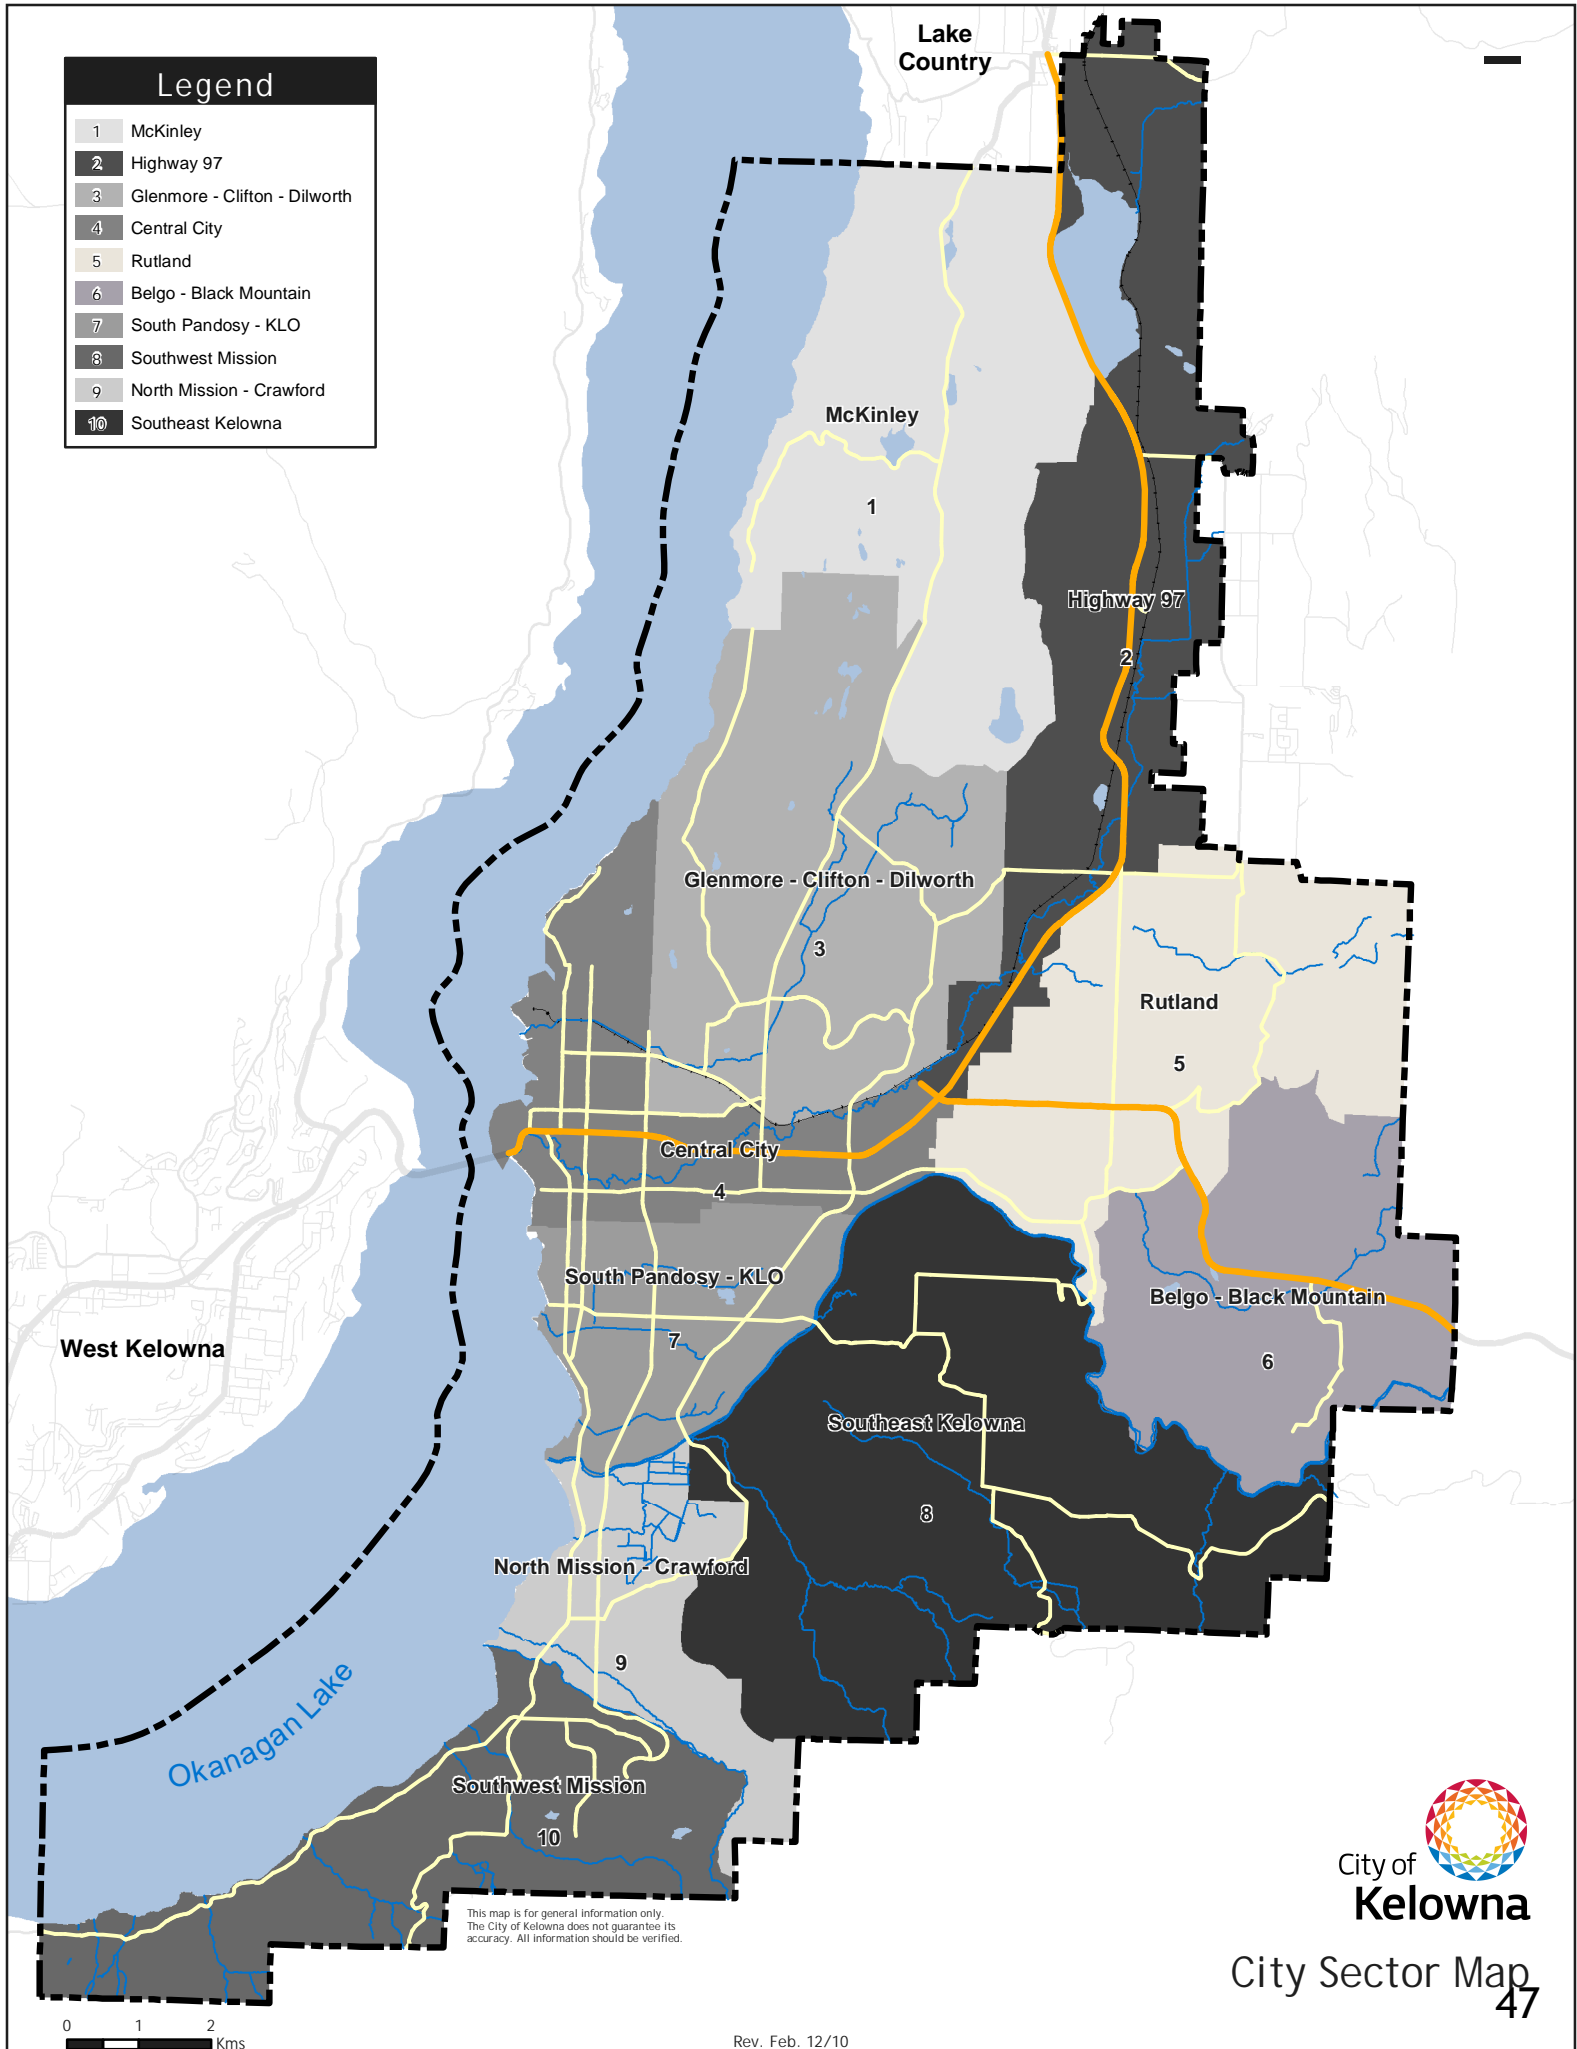 Lake
Country
Legend
1 McKinley
2 Highway 97
3 Glenmore - Clifton - Dilworth
4 Central City
5 Rutland
6 Belgo - Black Mountain
7 South Pandosy - KLO
8 Southwest Mission
9 North Mission - Crawford
10 Southeast Kelowna
McKinley
1
Highway 97
2
Glenmore - Clifton - Dilworth
3
Rutland
5
Central City
4
South Pandosy - KLO
7
Belgo - Black Mountain
6
West Kelowna
Southeast Kelowna
8
North Mission - Crawford
9
Okanagan Lake
Southwest Mission
10
City of
Kelowna
This map is for general information only.
The City of Kelowna does not guarantee its
accuracy. All information should be verified.
City Sector Map
47
0 1 2
Kms
Rev. Feb. 12/10